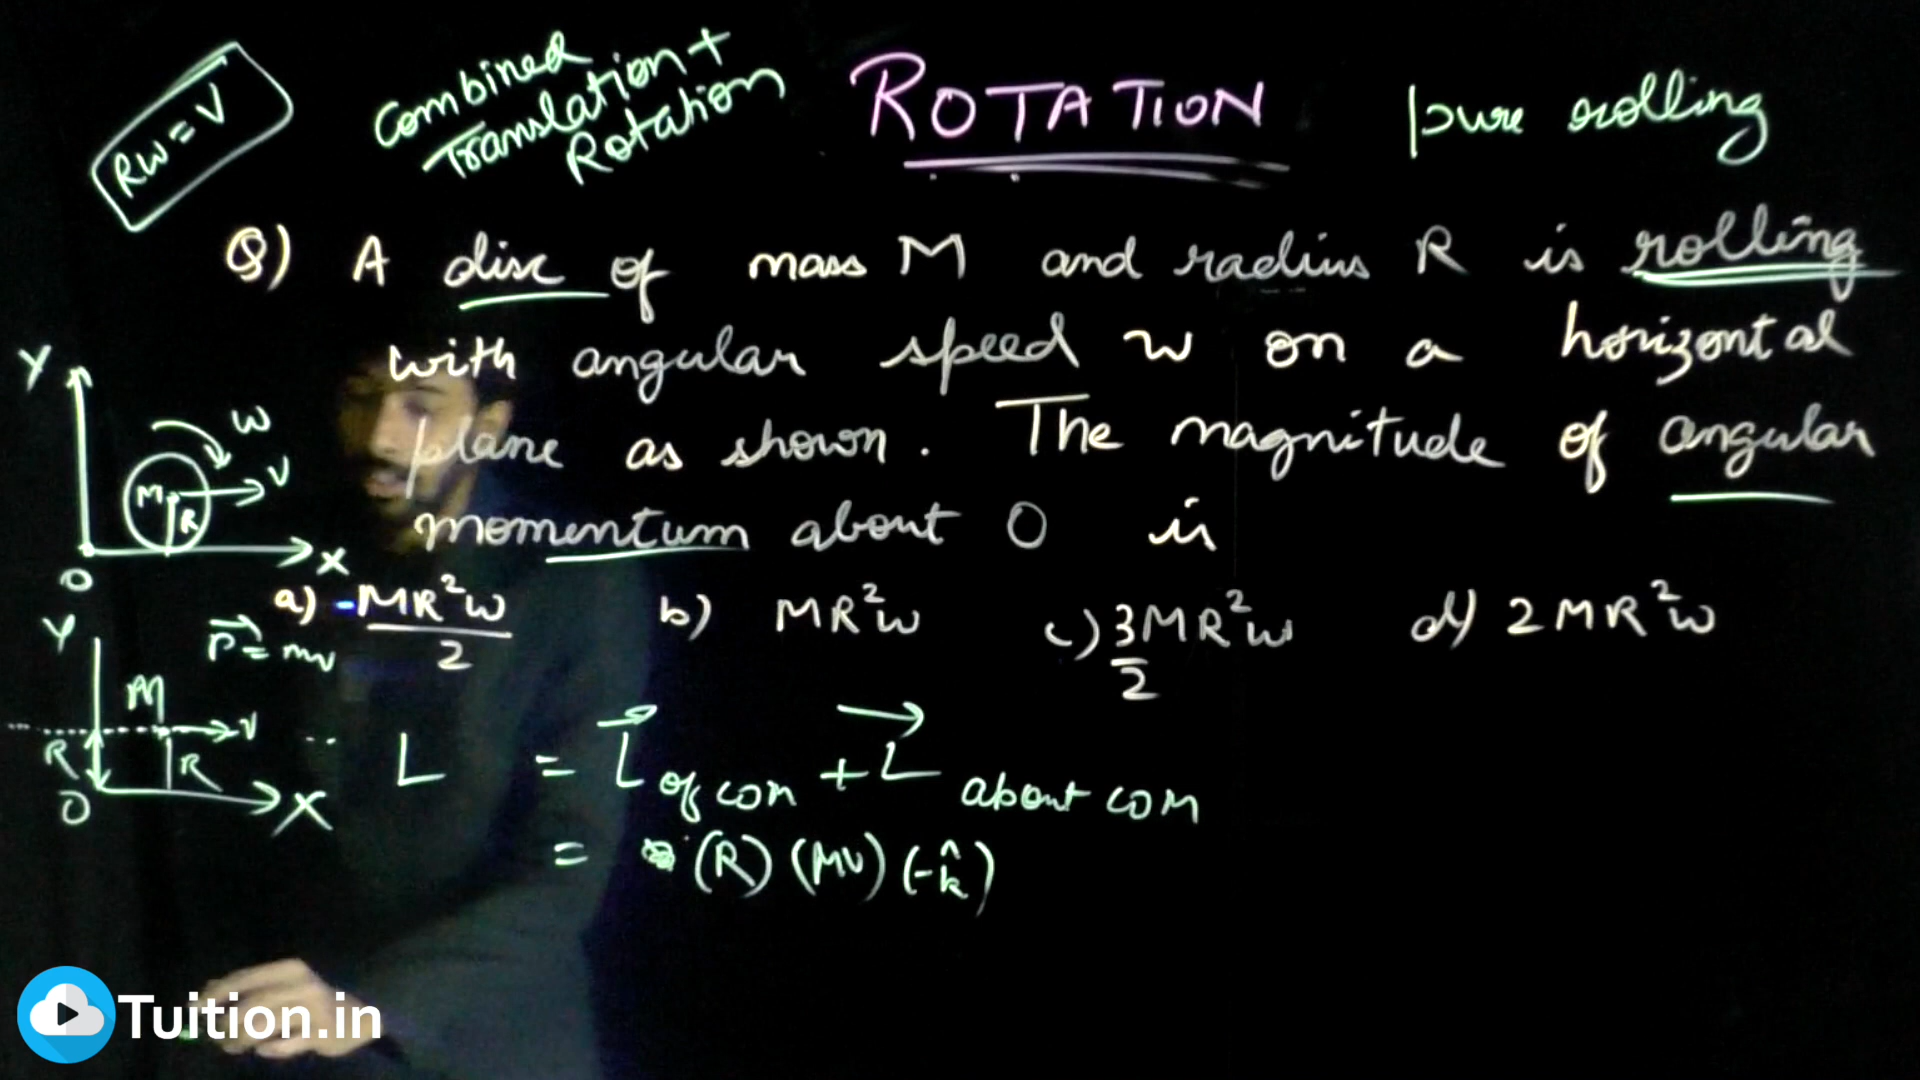 Rω = V
Combined
Translation +
Rotation
ROTATION
pure rolling
Q) A disc of mass M and radius R is rolling
with angular speed ω on a horizontal
plane as shown. The magnitude of angular
momentum about O is
Y
ω
V
M
R
O
X
a) -MR²ω/2 b) MR²ω c) 3/2 MR²ω d) 2MR²ω
P⃗ = mv
Y
M
V
R
R
O
X
L = L⃗ of COM + L⃗ about COM
= (R) (MV) (-k̂)
Tuition.in